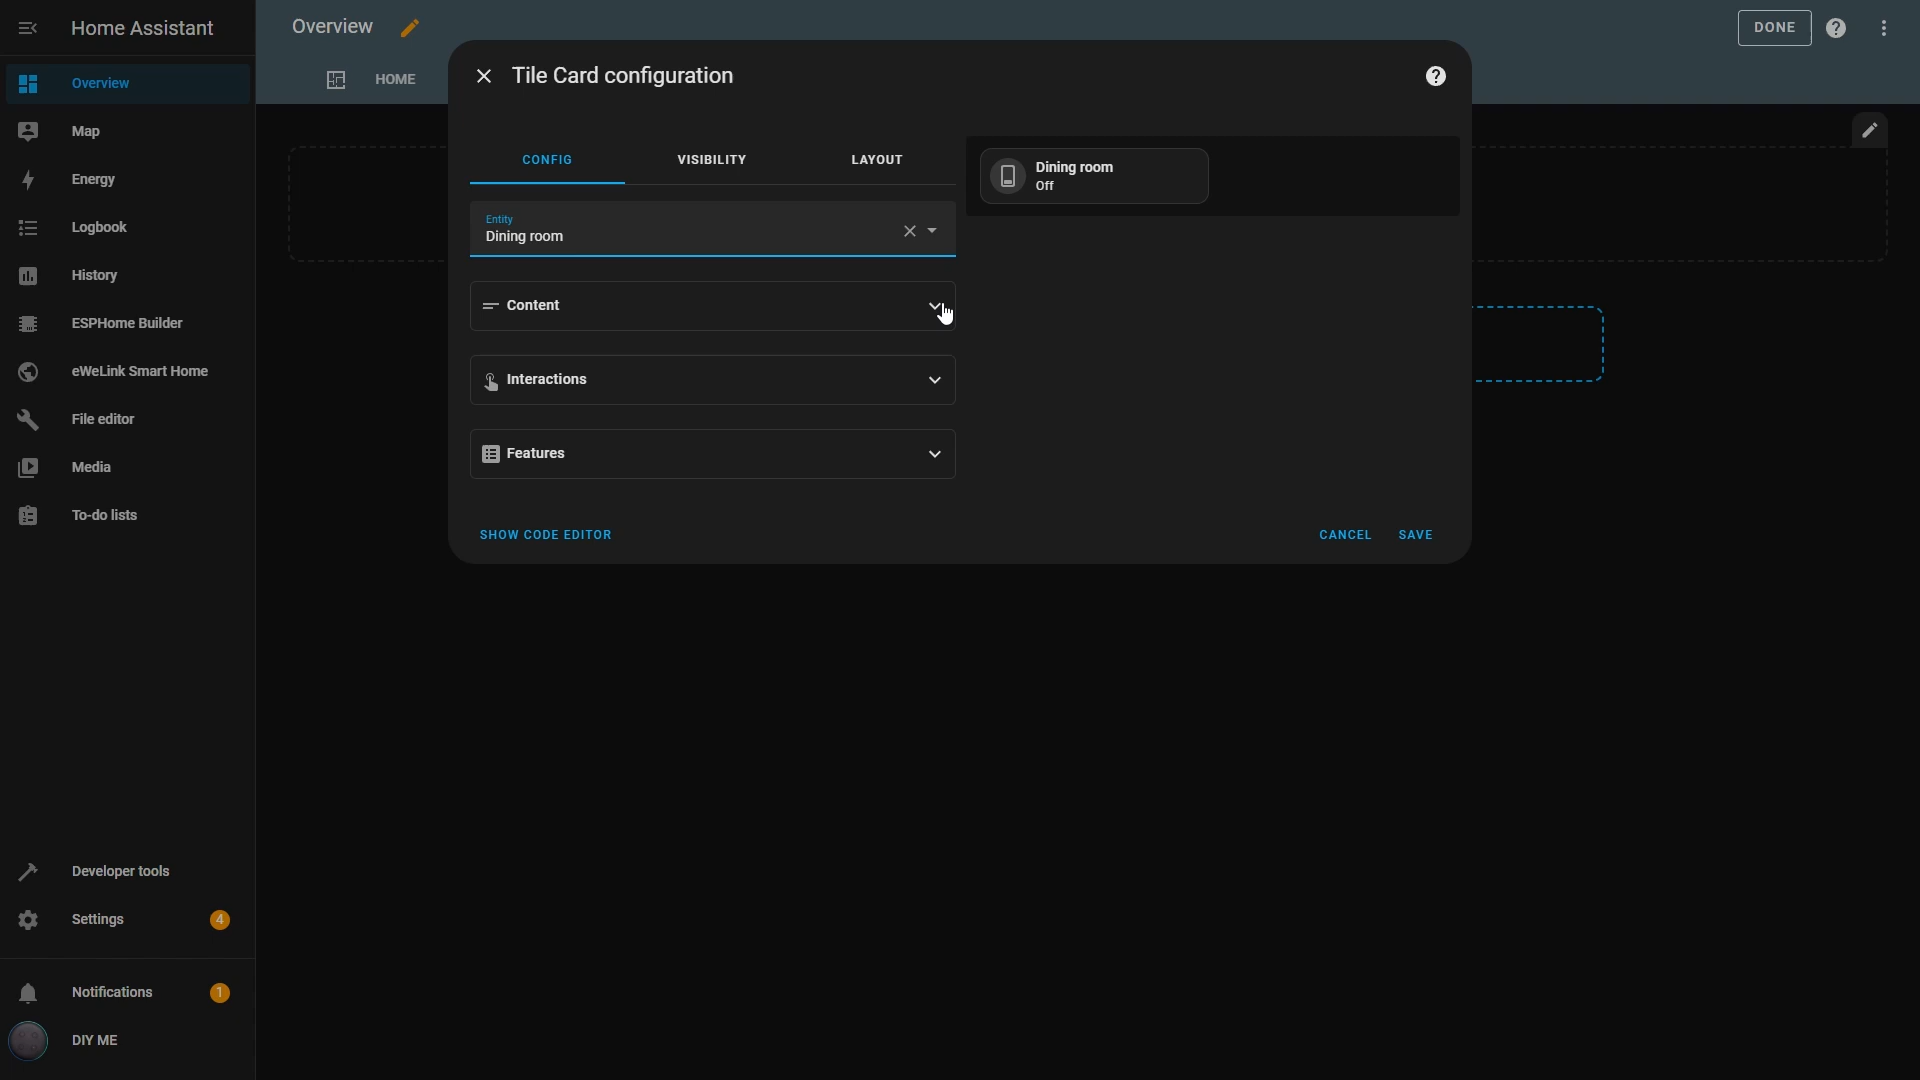 Home Assistant
Overview
Map
Energy
Logbook
History
ESPHome Builder
eWeLink Smart Home
File editor
Media
To-do lists
Developer tools
Settings 4
Notifications 1
DIY ME
Overview
DONE
HOME
Tile Card configuration
CONFIG VISIBILITY LAYOUT
Entity
Dining room
Content
Interactions
Features
SHOW CODE EDITOR
CANCEL SAVE
Dining room
Off